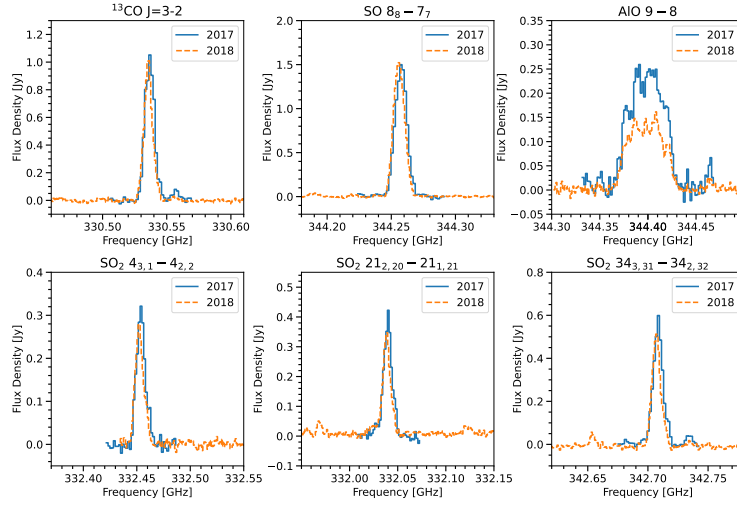 ¹³CO J=3-2
SO 8₈ − 7₇
AlO 9 − 8
2017
2018
2017
2018
2017
2018
Flux Density [Jy]
1.2
1.0
0.8
0.6
0.4
0.2
0.0
Flux Density [Jy]
2.0
1.5
1.0
0.5
0.0
Flux Density [Jy]
0.35
0.30
0.25
0.20
0.15
0.10
0.05
0.00
−0.05
330.50 330.55 330.60
344.20 344.25 344.30
344.30 344.35 344.40 344.45
Frequency [GHz]
Frequency [GHz]
Frequency [GHz]
SO₂ 4₃,₁ − 4₂,₂
SO₂ 21₂,₂₀ − 21₁,₂₁
SO₂ 34₃,₃₁ − 34₂,₃₂
2017
2018
2017
2018
2017
2018
Flux Density [Jy]
0.4
0.3
0.2
0.1
0.0
Flux Density [Jy]
0.5
0.4
0.3
0.2
0.1
0.0
−0.1
Flux Density [Jy]
0.8
0.6
0.4
0.2
0.0
332.40 332.45 332.50 332.55
332.00 332.05 332.10 332.15
342.65 342.70 342.75
Frequency [GHz]
Frequency [GHz]
Frequency [GHz]